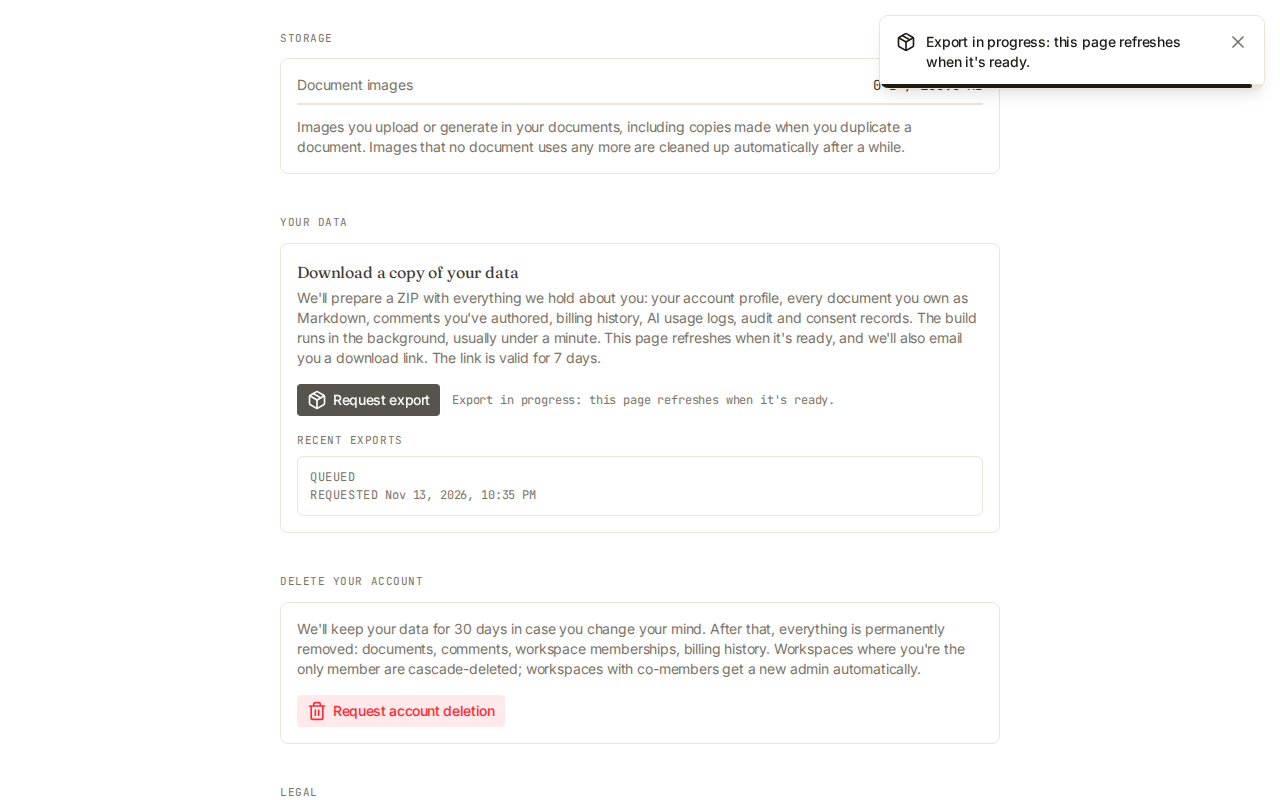 STORAGE
Export in progress: this page refreshes
when it's ready.
Document images
0
Images you upload or generate in your documents, including copies made when you duplicate a
document. Images that no document uses any more are cleaned up automatically after a while.
YOUR DATA
Download a copy of your data
We'll prepare a ZIP with everything we hold about you: your account profile, every document you own as
Markdown, comments you've authored, billing history, AI usage logs, audit and consent records. The build
runs in the background, usually under a minute. This page refreshes when it's ready, and we'll also email
you a download link. The link is valid for 7 days.
Request export
Export in progress: this page refreshes when it's ready.
RECENT EXPORTS
QUEUED
REQUESTED Nov 13, 2026, 10:35 PM
DELETE YOUR ACCOUNT
We'll keep your data for 30 days in case you change your mind. After that, everything is permanently
removed: documents, comments, workspace memberships, billing history. Workspaces where you're the
only member are cascade-deleted; workspaces with co-members get a new admin automatically.
Request account deletion
LEGAL